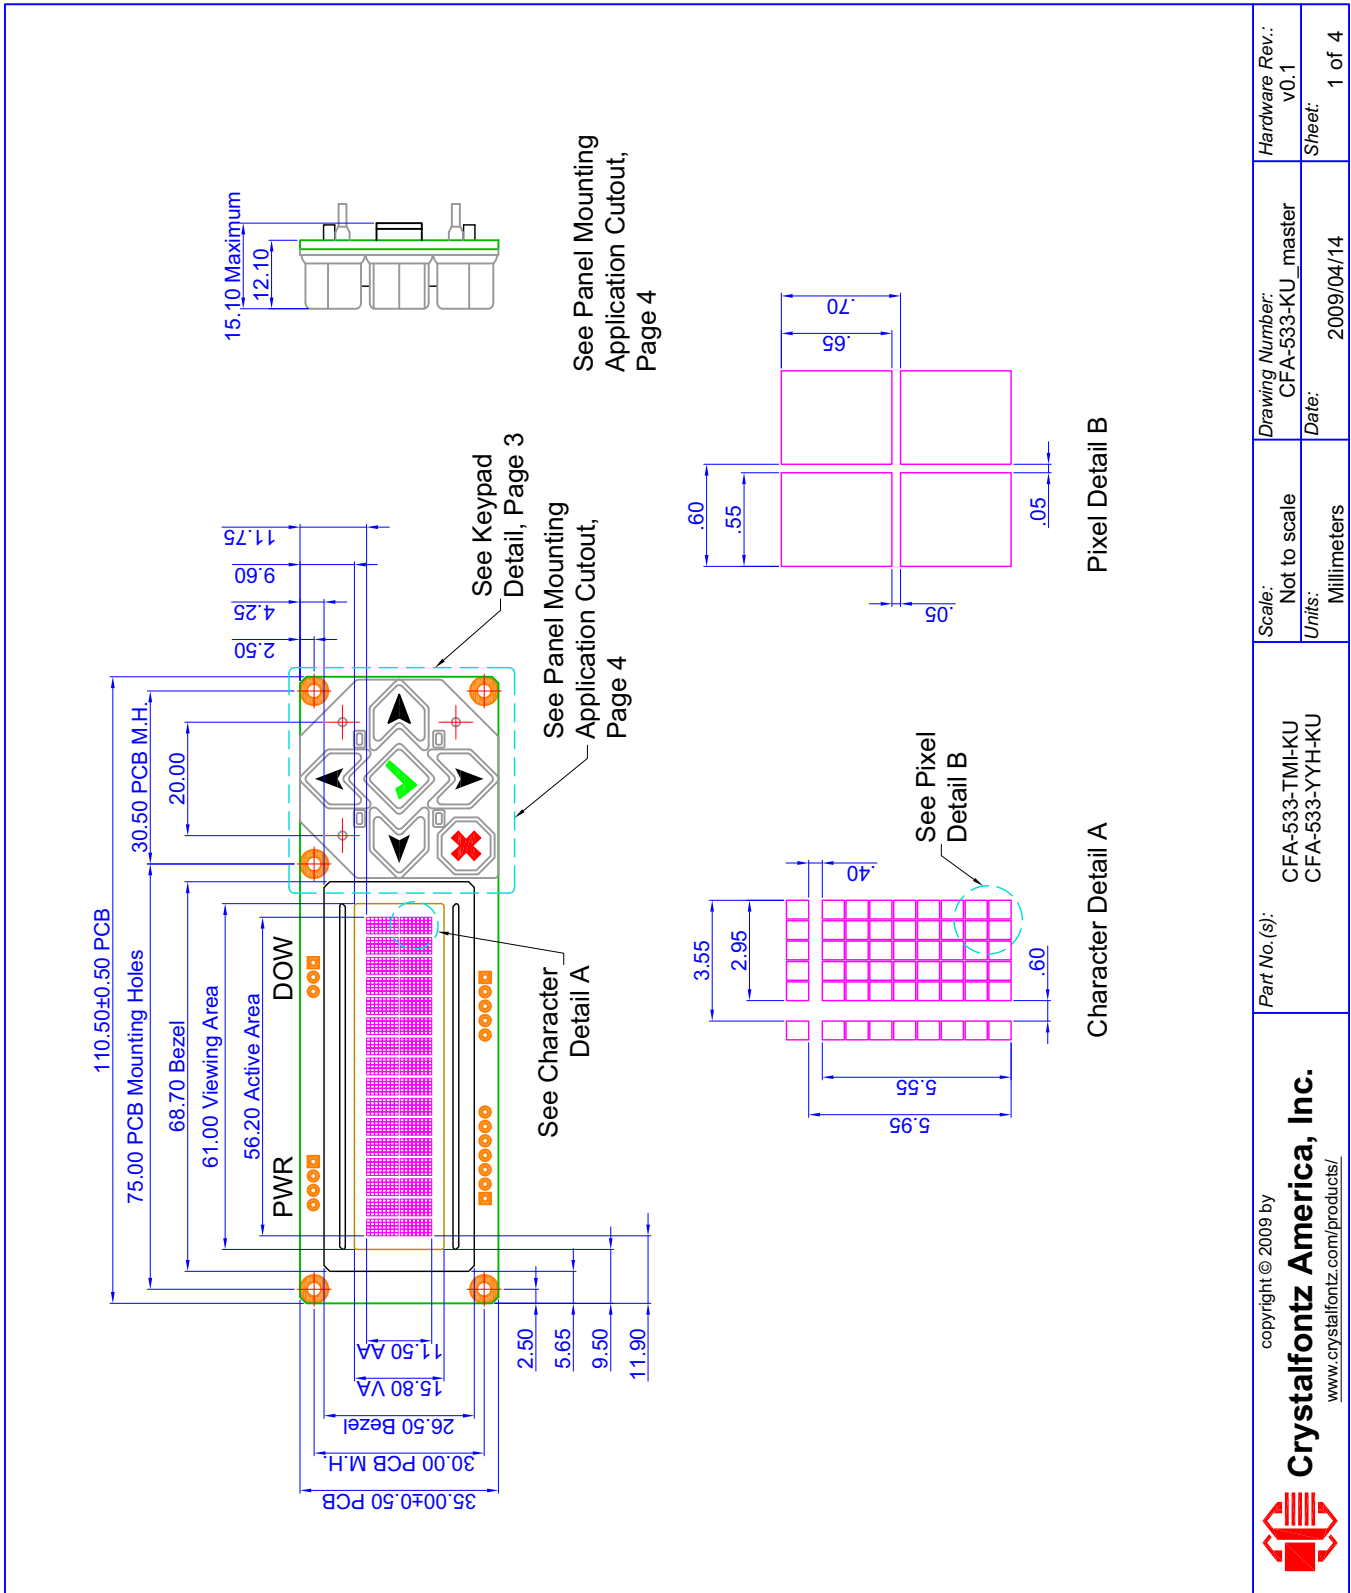 110.50±0.50 PCB
75.00 PCB Mounting Holes
30.50 PCB M.H.
68.70 Bezel
20.00
61.00 Viewing Area
56.20 Active Area
PWR
DOW
2.50
4.25
9.60
11.75
35.00±0.50 PCB
30.00 PCB M.H.
26.50 Bezel
15.80 VA
11.50 AA
2.50
5.65
9.50
11.90
See Character
Detail A
See Keypad
Detail, Page 3
See Panel Mounting
Application Cutout,
Page 4
15.10 Maximum
12.10
See Panel Mounting
Application Cutout,
Page 4
3.55
2.95
.40
.60
5.55
5.95
See Pixel
Detail B
Character Detail A
.60
.55
.70
.65
.05
.05
Pixel Detail B
copyright © 2009 by
Crystalfontz America, Inc.
www.crystalfontz.com/products/
Part No.(s):
CFA-533-TMI-KU
CFA-533-YYH-KU
Scale:
Not to scale
Units:
Millimeters
Drawing Number:
CFA-533-KU_master
Date:
2009/04/14
Hardware Rev.:
v0.1
Sheet:
1 of 4